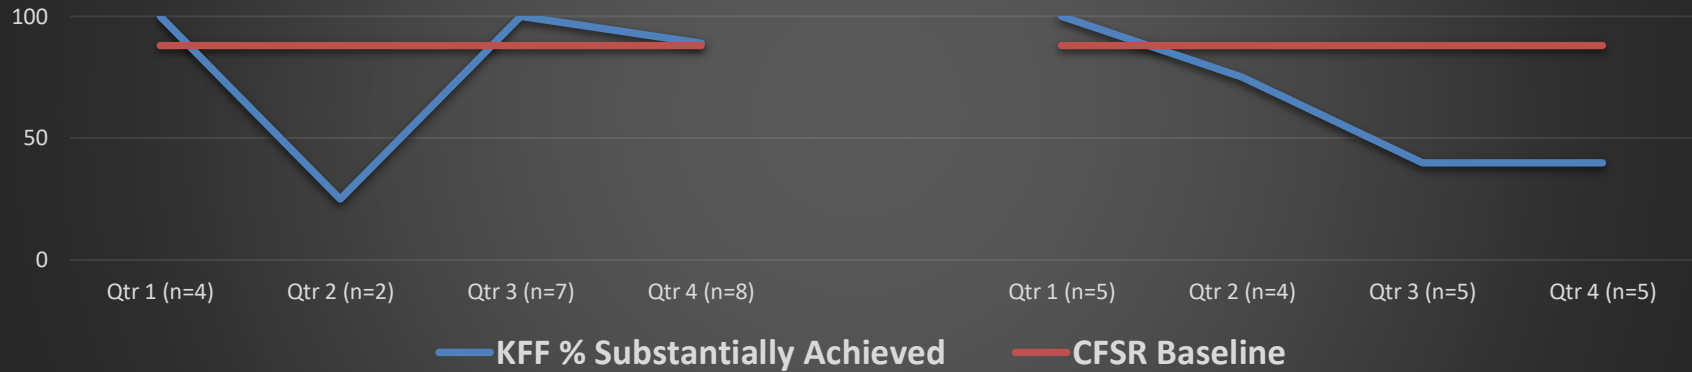 100
50
0
Qtr 1 (n=4) Qtr 2 (n=2) Qtr 3 (n=7) Qtr 4 (n=8) Qtr 1 (n=5) Qtr 2 (n=4) Qtr 3 (n=5) Qtr 4 (n=5)
KFF % Substantially Achieved CFSR Baseline